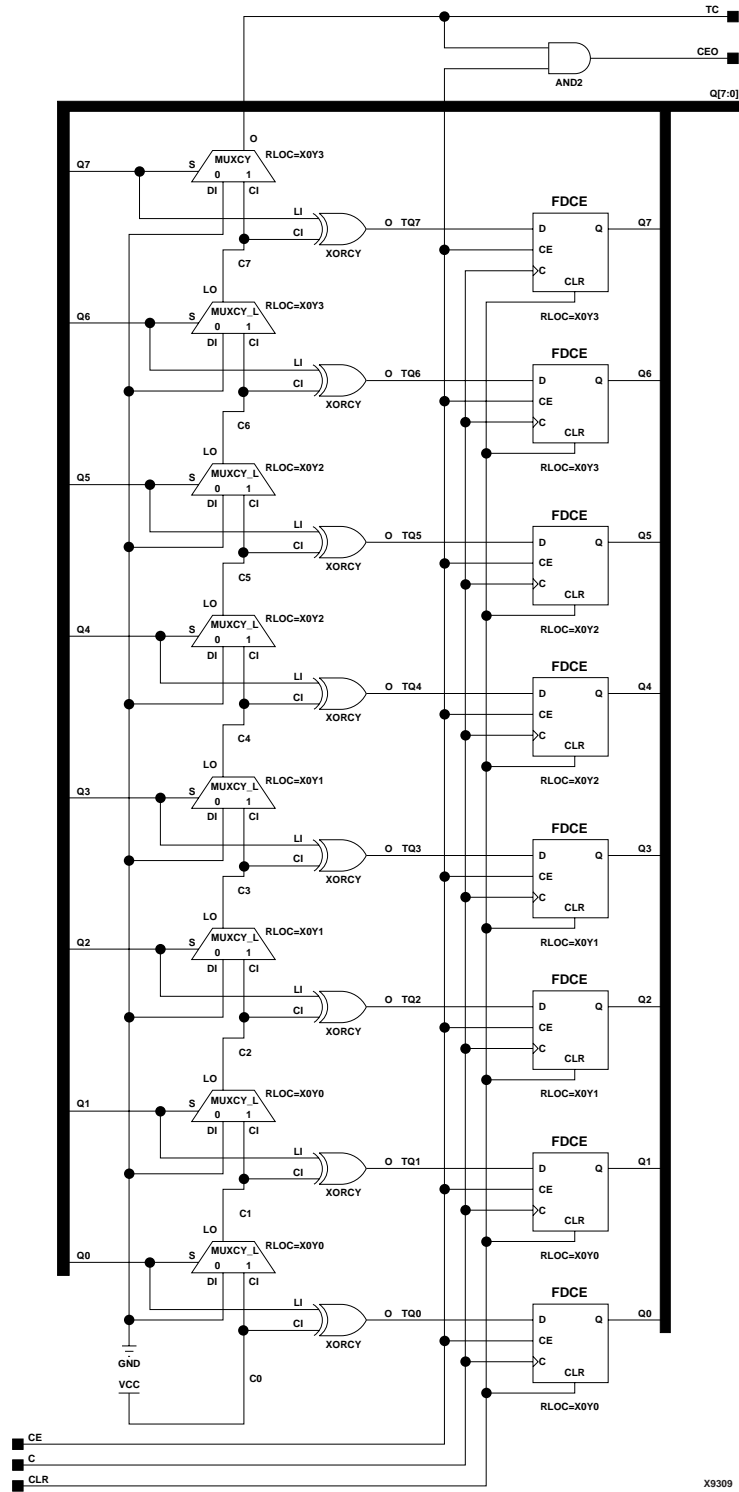 TC
CEO
AND2
Q[7:0]
O
Q7 S MUXCY RLOC=X0Y3
0 1
DI CI
FDCE
LI
CI O TQ7 D Q Q7
XORCY CE
C7 C
CLR
LO RLOC=X0Y3
Q6 S MUXCY_L RLOC=X0Y3
0 1
DI CI
FDCE
LI
CI O TQ6 D Q Q6
XORCY CE
C6 C
CLR
LO RLOC=X0Y3
Q5 S MUXCY_L RLOC=X0Y2
0 1
DI CI
FDCE
LI
CI O TQ5 D Q Q5
XORCY CE
C5 C
CLR
LO RLOC=X0Y2
Q4 S MUXCY_L RLOC=X0Y2
0 1
DI CI
FDCE
LI
CI O TQ4 D Q Q4
XORCY CE
C4 C
CLR
LO RLOC=X0Y2
Q3 S MUXCY_L RLOC=X0Y1
0 1
DI CI
FDCE
LI
CI O TQ3 D Q Q3
XORCY CE
C3 C
CLR
LO RLOC=X0Y1
Q2 S MUXCY_L RLOC=X0Y1
0 1
DI CI
FDCE
LI
CI O TQ2 D Q Q2
XORCY CE
C2 C
CLR
LO RLOC=X0Y1
Q1 S MUXCY_L RLOC=X0Y0
0 1
DI CI
FDCE
LI
CI O TQ1 D Q Q1
XORCY CE
C1 C
CLR
LO RLOC=X0Y0
Q0 S MUXCY_L RLOC=X0Y0
0 1
DI CI
FDCE
LI
CI O TQ0 D Q Q0
XORCY CE
GND C
VCC C0 CLR
RLOC=X0Y0
CE
C
CLR
X9309